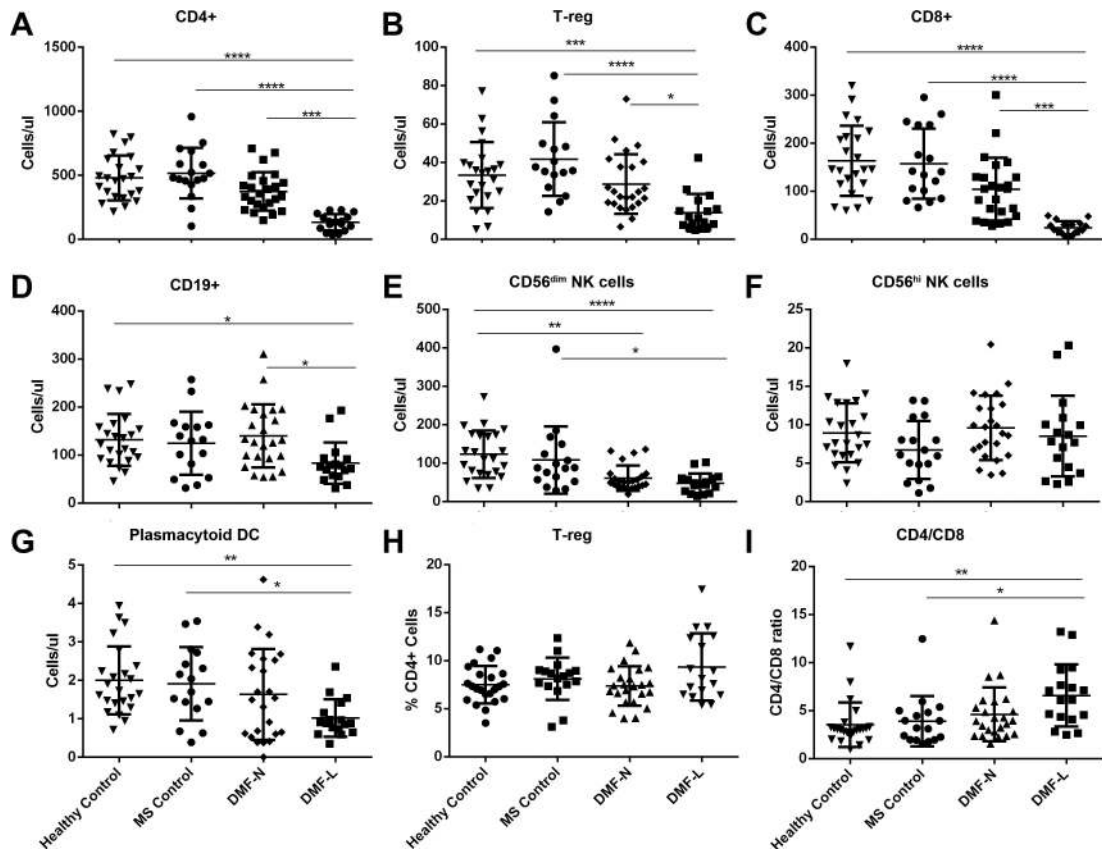 A
CD4+
Cells/ul
1500
1000
500
0
****
****
***
B
T-reg
Cells/ul
100
80
60
40
20
0
***
****
*
C
CD8+
Cells/ul
400
300
200
100
0
****
****
***
D
CD19+
Cells/ul
400
300
200
100
0
*
*
E
CD56dim NK cells
Cells/ul
500
400
300
200
100
0
****
**
*
F
CD56hi NK cells
Cells/ul
25
20
15
10
5
0
G
Plasmacytoid DC
Cells/ul
5
4
3
2
1
0
**
*
Healthy Control
MS Control
DMF-N
DMF-L
H
T-reg
% CD4+ Cells
20
15
10
5
0
Healthy Control
MS Control
DMF-N
DMF-L
I
CD4/CD8
CD4/CD8 ratio
20
15
10
5
0
**
*
Healthy Control
MS Control
DMF-N
DMF-L